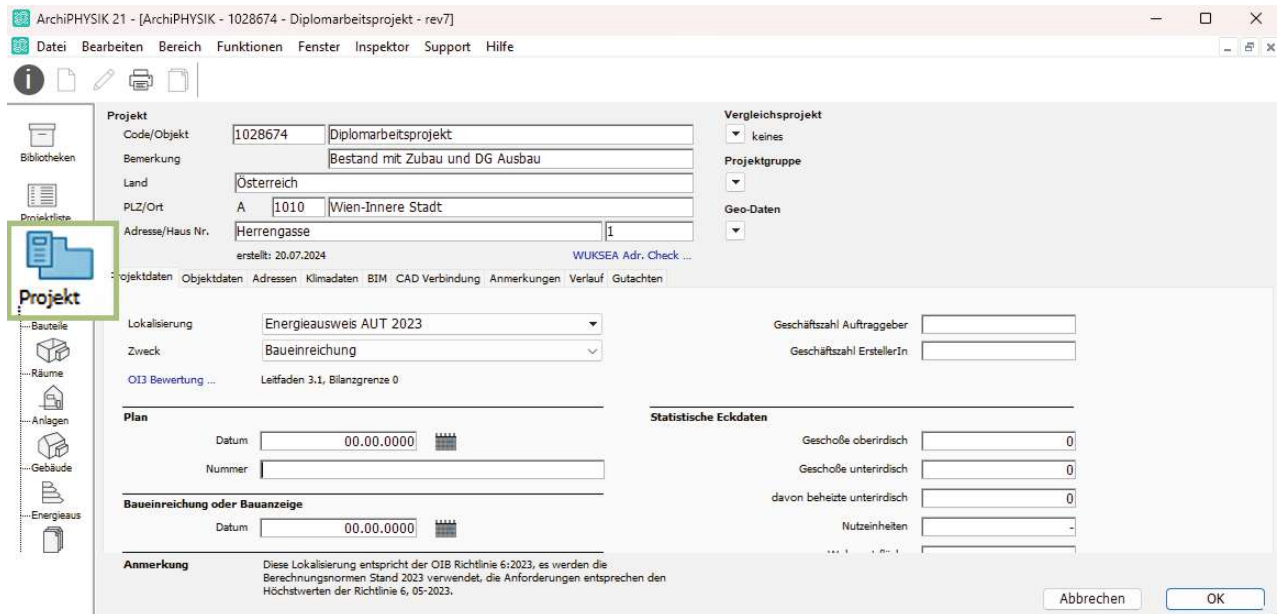 ArchiPHYSIK 21 - [ArchiPHYSIK - 1028674 - Diplomarbeitsprojekt - rev7]
Datei Bearbeiten Bereich Funktionen Fenster Inspektor Support Hilfe
Bibliotheken
Projektliste
Projekt
Bauteile
Räume
Anlagen
Gebäude
Energieaus
Projekt
Code/Objekt 1028674 Diplomarbeitsprojekt
Bemerkung Bestand mit Zubau und DG Ausbau
Land Österreich
PLZ/Ort A 1010 Wien-Innere Stadt
Adresse/Haus Nr. Herrengasse 1
erstellt: 20.07.2024 WUKSEA Adr. Check ...
Vergleichsprojekt
keines
Projektgruppe
Geo-Daten
Projektdaten Objektdaten Adressen Klimadaten BIM CAD Verbindung Anmerkungen Verlauf Gutachten
Lokalisierung Energieausweis AUT 2023
Zweck Baueinreichung
OI3 Bewertung ... Leitfaden 3.1, Bilanzgrenze 0
Geschäftszahl Auftraggeber
Geschäftszahl ErstellerIn
Plan
Datum 00.00.0000
Nummer
Baueinreichung oder Bauanzeige
Datum 00.00.0000
Statistische Eckdaten
Geschoße oberirdisch 0
Geschoße unterirdisch 0
davon beheizte unterirdisch 0
Nutzeinheiten -
Anmerkung Diese Lokalisierung entspricht der OIB Richtlinie 6:2023, es werden die
Berechnungsnormen Stand 2023 verwendet, die Anforderungen entsprechen den
Höchstwerten der Richtlinie 6, 05-2023.
Abbrechen OK